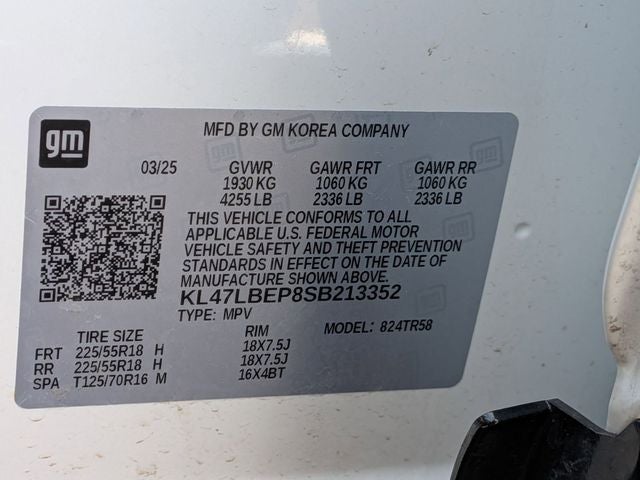 gm
MFD BY GM KOREA COMPANY
03/25 GVWR GAWR FRT GAWR RR
1930 KG 1060 KG 1060 KG
4255 LB 2336 LB 2336 LB
THIS VEHICLE CONFORMS TO ALL
APPLICABLE U.S. FEDERAL MOTOR
VEHICLE SAFETY AND THEFT PREVENTION
STANDARDS IN EFFECT ON THE DATE OF
MANUFACTURE SHOWN ABOVE.
KL47LBEP8SB213352
TYPE: MPV MODEL: 824TR58
TIRE SIZE RIM
FRT 225/55R18 H 18X7.5J
RR 225/55R18 H 18X7.5J
SPA T125/70R16 M 16X4BT